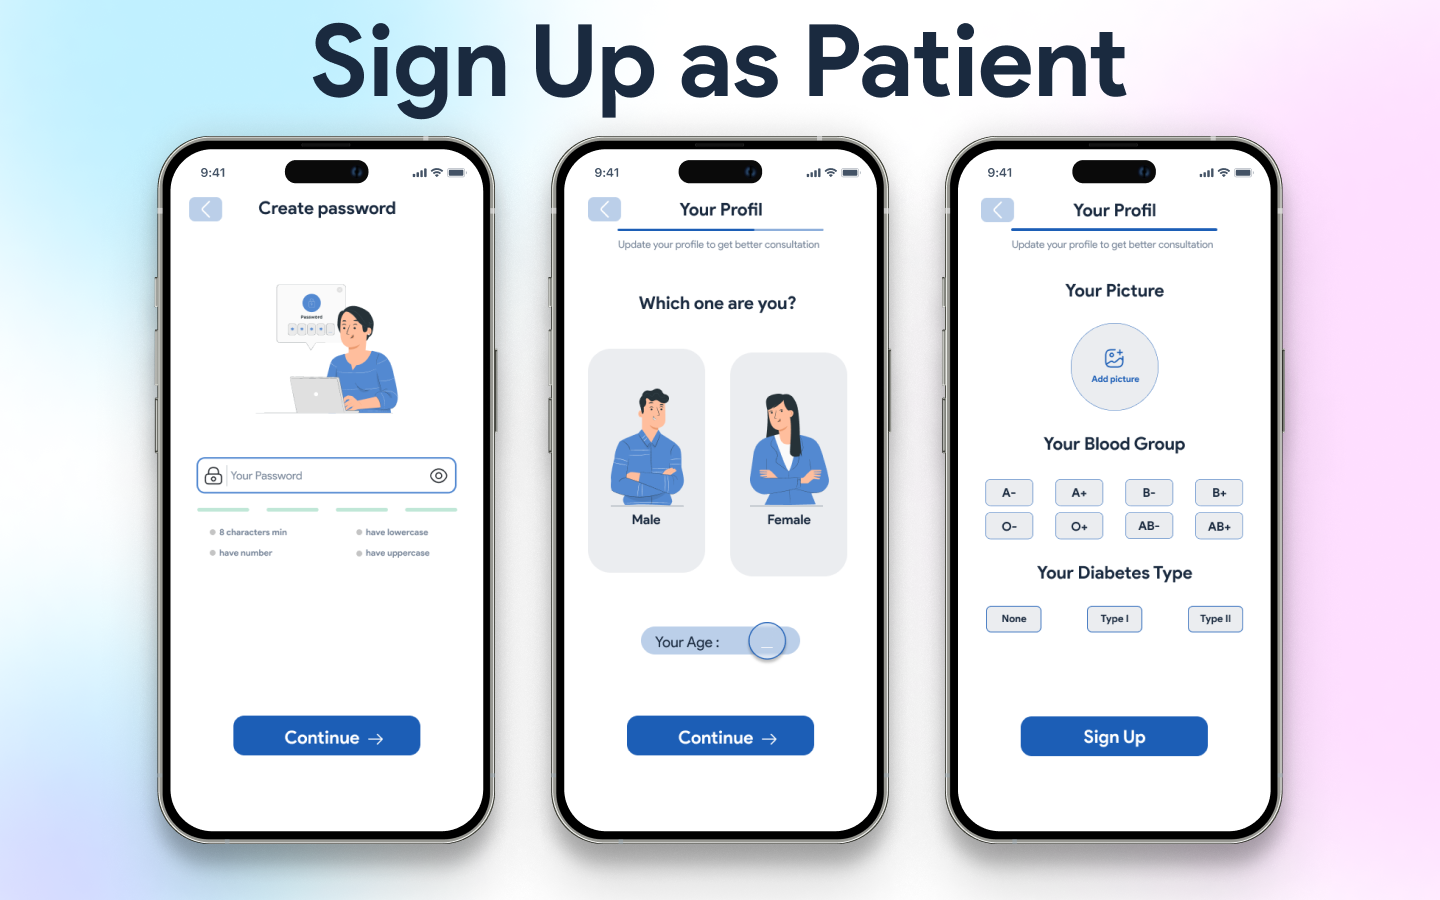 Sign Up as Patient
9:41
Create password
Password
Your Password
8 characters min
have lowercase
have number
have uppercase
Continue →
9:41
Your Profil
Update your profile to get better consultation
Which one are you?
Male
Female
Your Age :
Continue →
9:41
Your Profil
Update your profile to get better consultation
Your Picture
Add picture
Your Blood Group
A- A+ B- B+
O- O+ AB- AB+
Your Diabetes Type
None Type I Type II
Sign Up